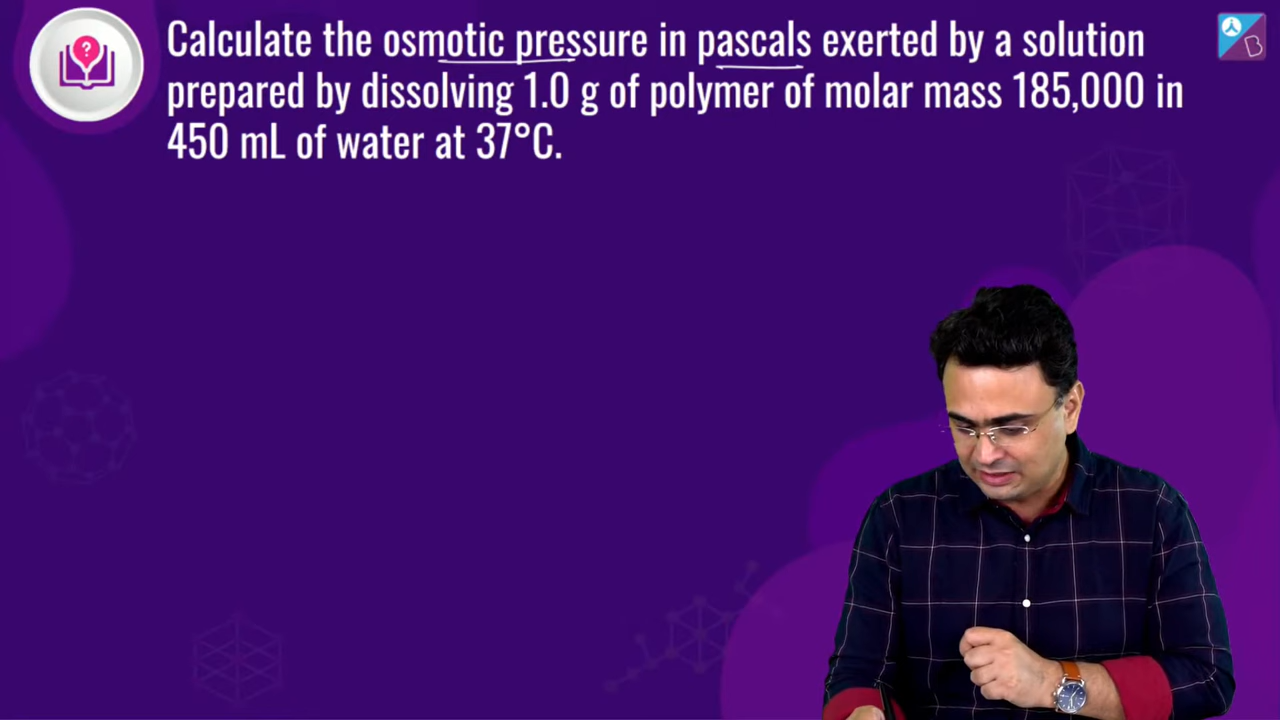 Calculate the osmotic pressure in pascals exerted by a solution
prepared by dissolving 1.0 g of polymer of molar mass 185,000 in
450 mL of water at 37°C.